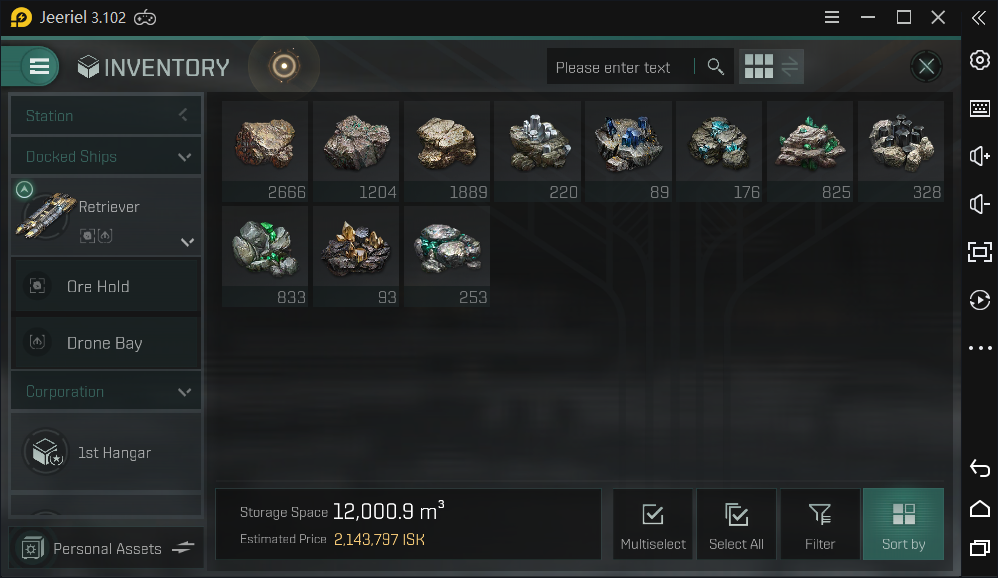 Jeeriel 3.102
INVENTORY
Please enter text
Station
Docked Ships
Retriever
Ore Hold
Drone Bay
Corporation
1st Hangar
Personal Assets
2666 1204 1889 220 89 176 825 328
833 93 253
Storage Space 12,000.9 m³
Estimated Price 2,143,797 ISK
Multiselect
Select All
Filter
Sort by